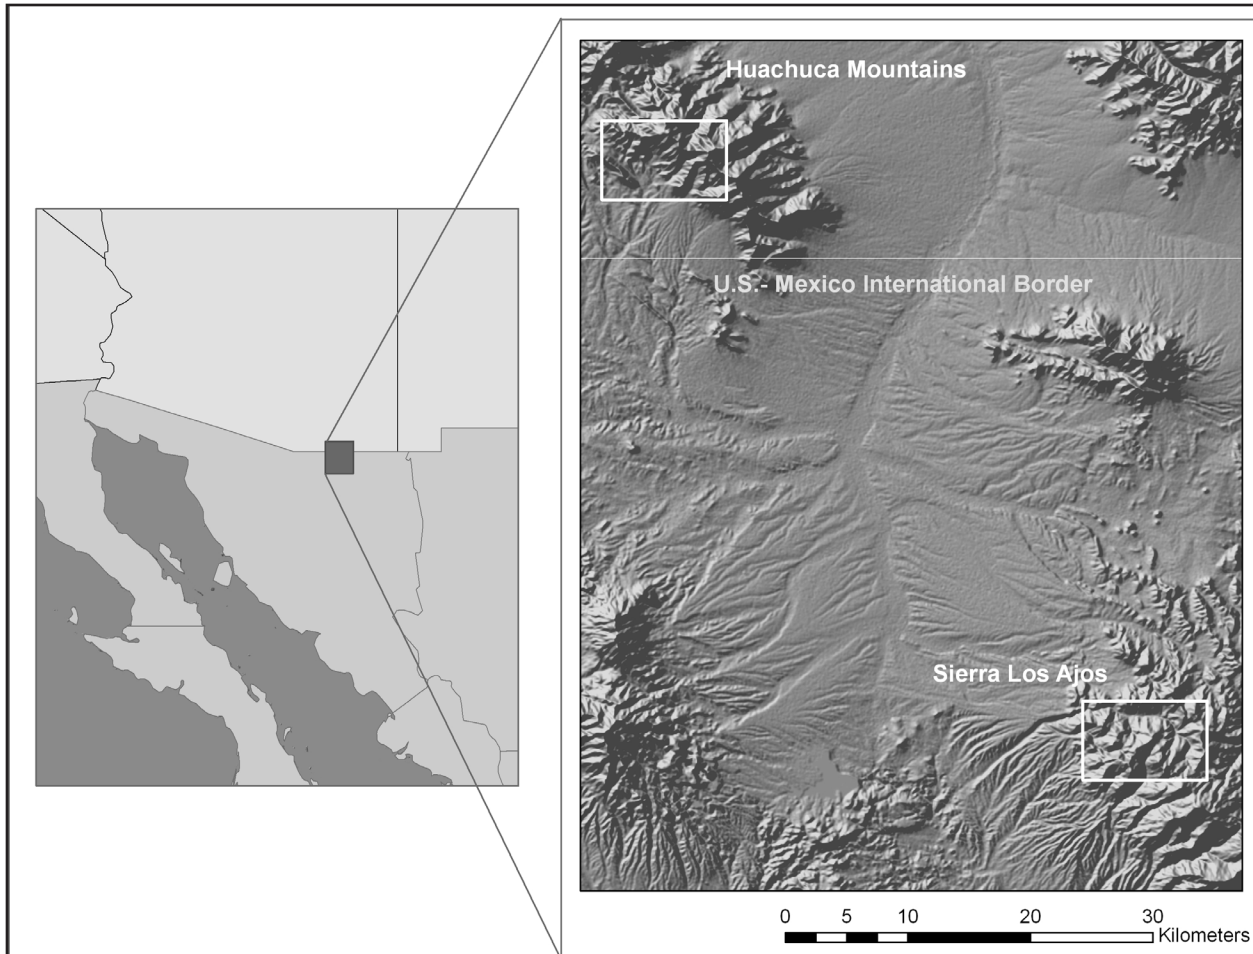 Huachuca Mountains
U.S.- Mexico International Border
Sierra Los Ajos
0 5 10 20 30
Kilometers